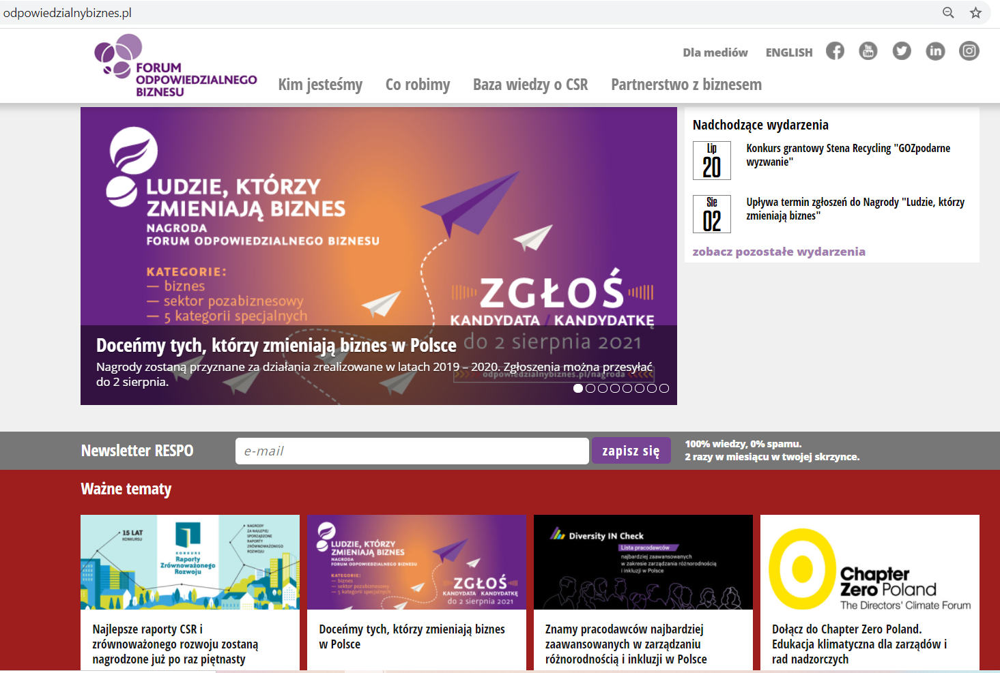 odpowiedzialnybiznes.pl
FORUM
ODPOWIEDZIALNEGO
BIZNESU
Dla mediów
ENGLISH
You
Tube
in
Kim jesteśmy
Co robimy
Baza wiedzy o CSR
Partnerstwo z biznesem
LUDZIE, KTÓRZY
ZMIENIAJĄ BIZNES
NAGRODA
FORUM ODPOWIEDZIALNEGO BIZNESU
KATEGORIE:
— biznes
— sektor pozabiznesowy
— 5 kategorii specjalnych
ZGŁOŚ
KANDYDATA / KANDYDATKĘ
do 2 sierpnia 2021
odpowiedzialnybiznes.pl/nagroda
Doceńmy tych, którzy zmieniają biznes w Polsce
Nagrody zostaną przyznane za działania zrealizowane w latach 2019 – 2020. Zgłoszenia można przesyłać
do 2 sierpnia.
Nadchodzące wydarzenia
Lip
20
Konkurs grantowy Stena Recycling "GOZpodarne
wyzwanie"
Sie
02
Upływa termin zgłoszeń do Nagrody "Ludzie, którzy
zmieniają biznes"
zobacz pozostałe wydarzenia
Newsletter RESPO
e-mail
zapisz się
100% wiedzy, 0% spamu.
2 razy w miesiącu w twojej skrzynce.
Ważne tematy
15 LAT
KONKURSU
KONKURS
Raporty
Zrównoważonego
Rozwoju
NAGRODY
ZA NAJLEPIEJ
SPORZĄDZONE
RAPORTY
ZRÓWNOWAŻONEGO
ROZWOJU
Najlepsze raporty CSR i
zrównoważonego rozwoju zostaną
nagrodzone już po raz piętnasty
LUDZIE, KTÓRZY
ZMIENIAJĄ BIZNES
NAGRODA
FORUM ODPOWIEDZIALNEGO BIZNESU
KATEGORIE:
— biznes
— sektor pozabiznesowy
— 5 kategorii specjalnych
ZGŁOŚ
KANDYDATA KANDYDATKĘ
do 2 sierpnia 2021
Doceńmy tych, którzy zmieniają biznes
w Polsce
Diversity IN Check
Lista pracodawców
najbardziej zaawansowanych
w zakresie zarządzania różnorodnością
i inkluzji w Polsce
Znamy pracodawców najbardziej
zaawansowanych w zarządzaniu
różnorodnością i inkluzji w Polsce
Chapter
Zero Poland
The Directors' Climate Forum
Dołącz do Chapter Zero Poland.
Edukacja klimatyczna dla zarządów i
rad nadzorczych